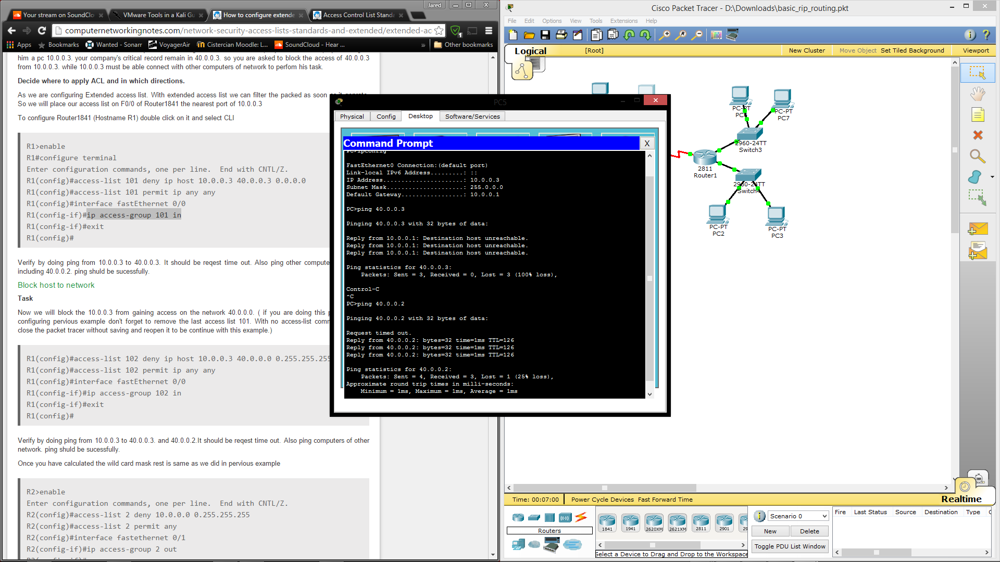 Jared
Your stream on SoundClo
VMware Tools in a Kali Gu
How to configure extende
Access Control List Standa
computernetworkingnotes.com/network-security-access-lists-standards-and-extended/extended-ac
Apps
Bookmarks
Wanted - Sonarr
VoyagerAir
Cistercian Moodle: L...
SoundCloud - Hear ...
»
Other bookmarks
him a pc 10.0.0.3. your company's critical record remain in 40.0.0.3. so you are asked to block the access of 40.0.0.3
from 10.0.0.3. while 10.0.0.3 must be able connect with other computers of network to perfom his task.
Decide where to apply ACL and in which directions.
As we are configuring Extended access list. With extended access list we can filter the packed as soon
So we will place our access list on F0/0 of Router1841 the nearest port of 10.0.0.3
To configure Router1841 (Hostname R1) double click on it and select CLI
R1>enable
R1#configure terminal
Enter configuration commands, one per line. End with CNTL/Z.
R1(config)#access-list 101 deny ip host 10.0.0.3 40.0.0.3 0.0.0.0
R1(config)#access-list 101 permit ip any any
R1(config)#interface fastEthernet 0/0
R1(config-if)#ip access-group 101 in
R1(config-if)#exit
R1(config)#
Verify by doing ping from 10.0.0.3 to 40.0.0.3. It should be reqest time out. Also ping other compute
including 40.0.0.2. ping shuld be sucessfully.
Block host to network
Task
Now we will block the 10.0.0.3 from gaining access on the network 40.0.0.0. ( if you are doing this p
configuring pervious example don't forget to remove the last access list 101. With no access-list comm
close the packet tracer without saving and reopen it to be continue with this example.)
R1(config)#access-list 102 deny ip host 10.0.0.3 40.0.0.0 0.255.255.255
R1(config)#access-list 102 permit ip any any
R1(config)#interface fastEthernet 0/0
R1(config-if)#ip access-group 102 in
R1(config-if)#exit
R1(config)#
Verify by doing ping from 10.0.0.3 to 40.0.0.3. and 40.0.0.2.It should be reqest time out. Also ping computers of other
network. ping shuld be sucessfully.
Once you have calculated the wild card mask rest is same as we did in pervious example
R2>enable
Enter configuration commands, one per line. End with CNTL/Z.
R2(config)#access-list 2 deny 10.0.0.0 0.255.255.255
R2(config)#access-list 2 permit any
R2(config)#interface fastethernet 0/1
R2(config-if)#ip access-group 2 out
PC5
Physical
Config
Desktop
Software/Services
Command Prompt
X
PC>ipconfig
FastEthernet0 Connection:(default port)
Link-local IPv6 Address.........: ::
IP Address......................: 10.0.0.3
Subnet Mask.....................: 255.0.0.0
Default Gateway.................: 10.0.0.1
PC>ping 40.0.0.3
Pinging 40.0.0.3 with 32 bytes of data:
Reply from 10.0.0.1: Destination host unreachable.
Reply from 10.0.0.1: Destination host unreachable.
Reply from 10.0.0.1: Destination host unreachable.
Ping statistics for 40.0.0.3:
Packets: Sent = 3, Received = 0, Lost = 3 (100% loss),
Control-C
^C
PC>ping 40.0.0.2
Pinging 40.0.0.2 with 32 bytes of data:
Request timed out.
Reply from 40.0.0.2: bytes=32 time=1ms TTL=126
Reply from 40.0.0.2: bytes=32 time=1ms TTL=126
Reply from 40.0.0.2: bytes=32 time=1ms TTL=126
Ping statistics for 40.0.0.2:
Packets: Sent = 4, Received = 3, Lost = 1 (25% loss),
Approximate round trip times in milli-seconds:
Minimum = 1ms, Maximum = 1ms, Average = 1ms
Cisco Packet Tracer - D:\Downloads\basic_rip_routing.pkt
File
Edit
Options
View
Tools
Extensions
Help
Logical
[Root]
New Cluster
Move Object
Set Tiled Background
Viewport
PC-PT
PC-PT
PC7
2960-24TT
Switch3
2811
Router1
2960-24TT
PC-PT
PC2
PC-PT
PC3
Time: 00:07:00
Power Cycle Devices
Fast Forward Time
Realtime
Routers
1841
1941
2620XM
2621XM
2811
2901
29
Select a Device to Drag and Drop to the Workspace
Scenario 0
New
Delete
Toggle PDU List Window
Fire
Last Status
Source
Destination
Type